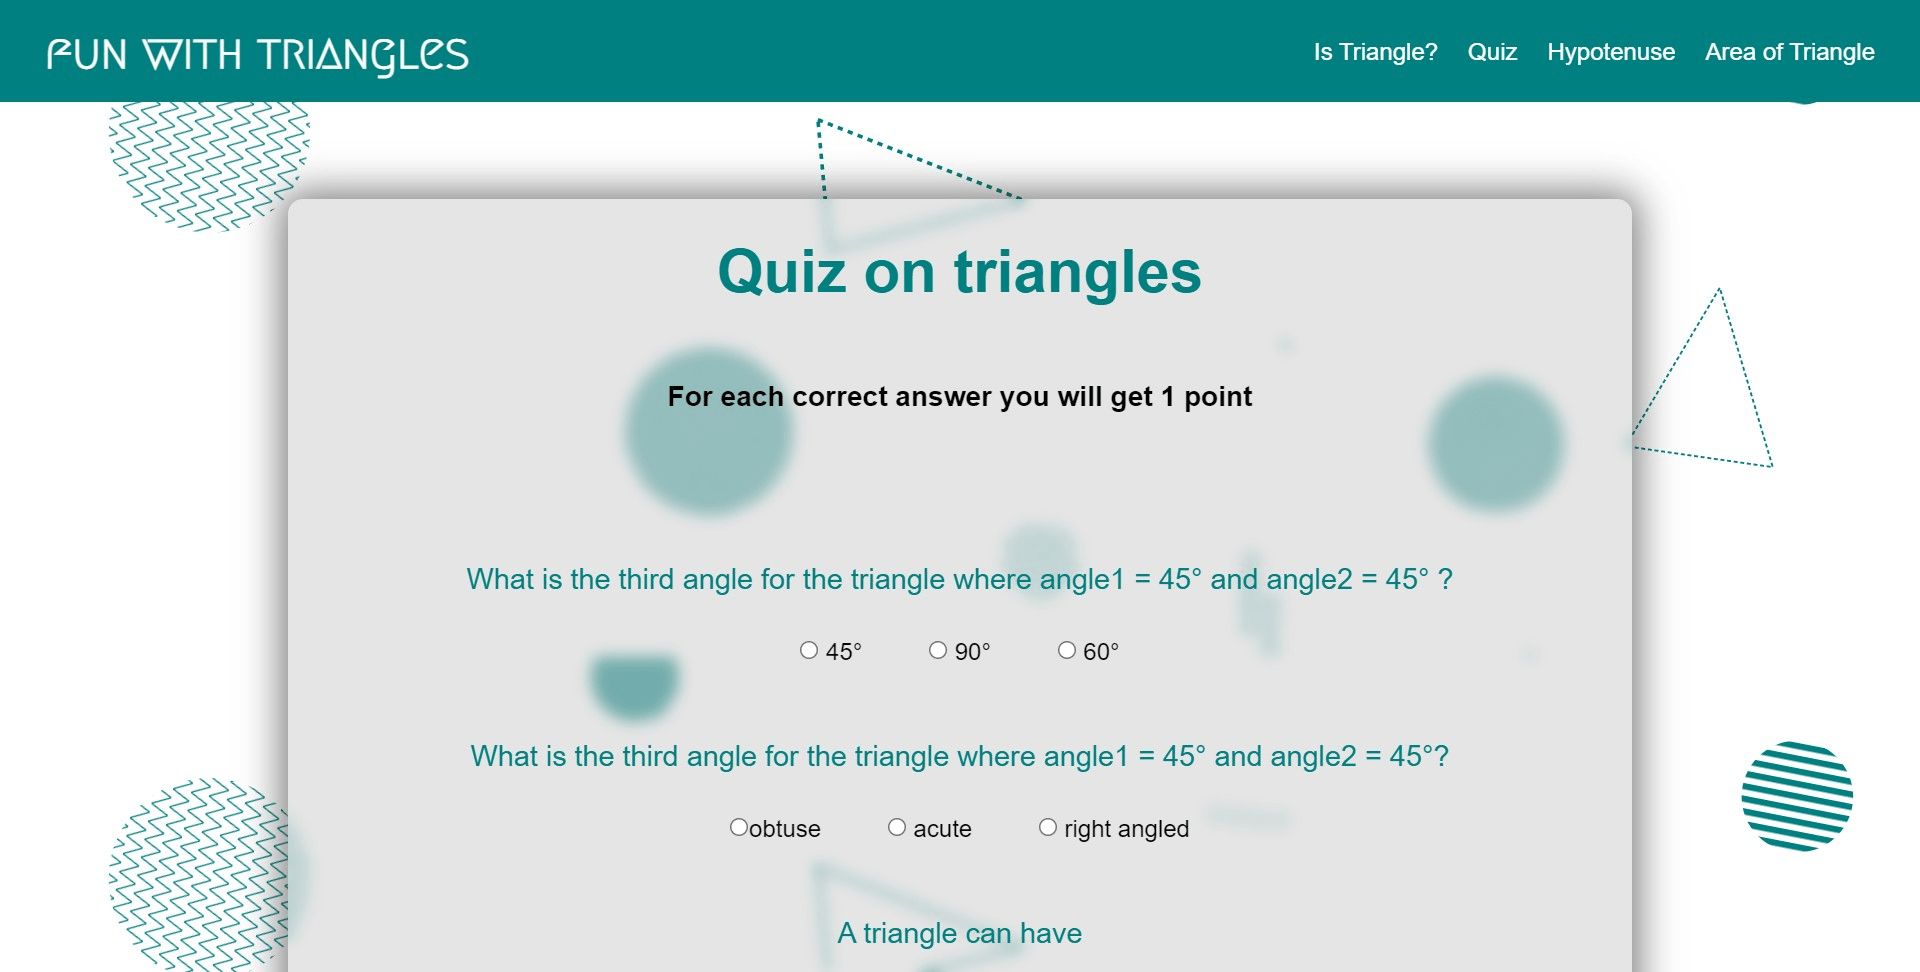 FUN WITH TRIANGLES
Is Triangle? Quiz Hypotenuse Area of Triangle
Quiz on triangles
For each correct answer you will get 1 point
What is the third angle for the triangle where angle1 = 45° and angle2 = 45° ?
45° 90° 60°
What is the third angle for the triangle where angle1 = 45° and angle2 = 45°?
obtuse acute right angled
A triangle can have